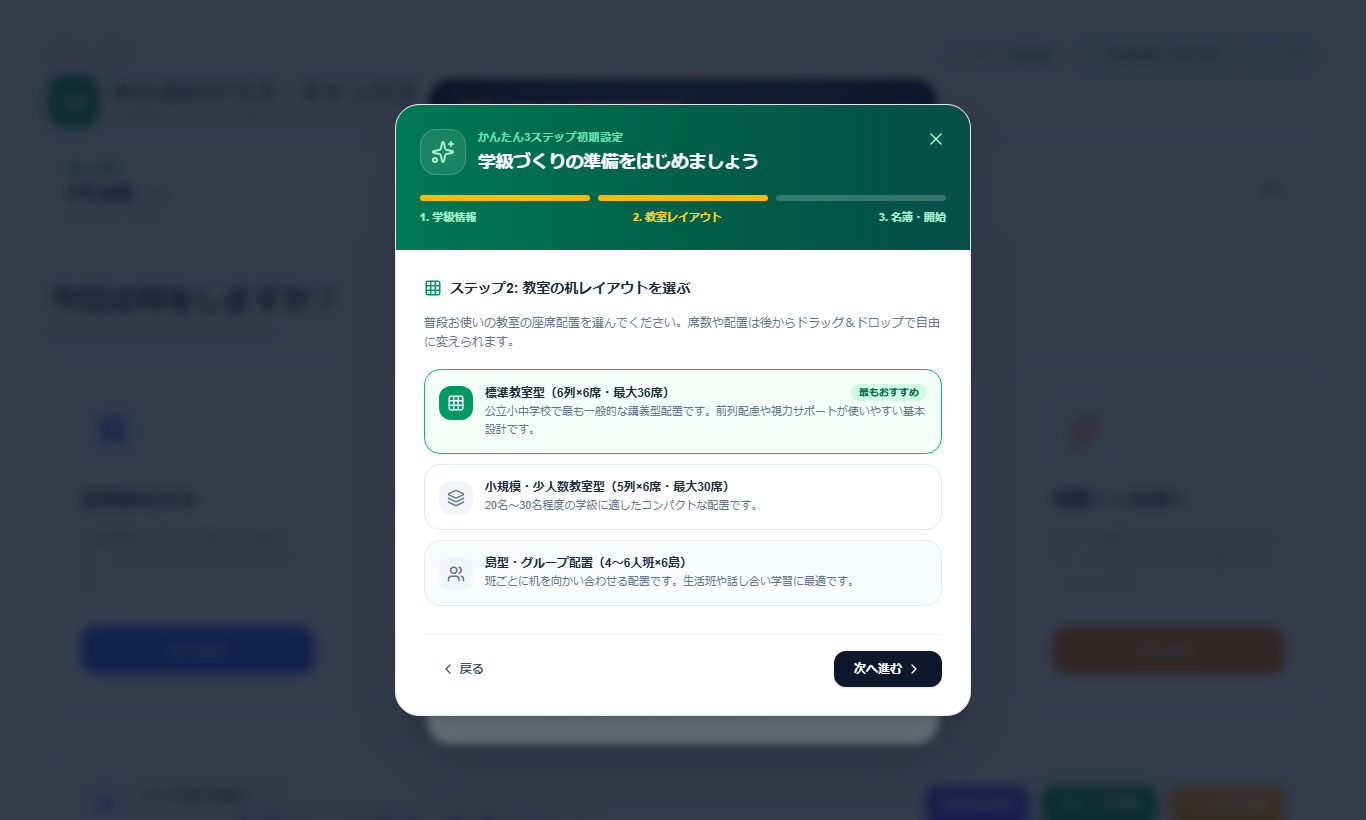 かんたん3ステップ初期設定
学級づくりの準備をはじめましょう
1. 学級情報
2. 教室レイアウト
3. 名簿・開始
ステップ2: 教室の机レイアウトを選ぶ
普段お使いの教室の座席配置を選んでください。席数や配置は後からドラッグ＆ドロップで自由
に変えられます。
標準教室型（6列×6席・最大36席）
最もおすすめ
公立小中学校で最も一般的な講義型配置です。前列配慮や視力サポートが使いやすい基本
設計です。
小規模・少人数教室型（5列×6席・最大30席）
20名〜30名程度の学級に適したコンパクトな配置です。
島型・グループ配置（4〜6人班×6島）
班ごとに机を向かい合わせる配置です。生活班や話し合い学習に最適です。
戻る
次へ進む
今日は何をしますか？